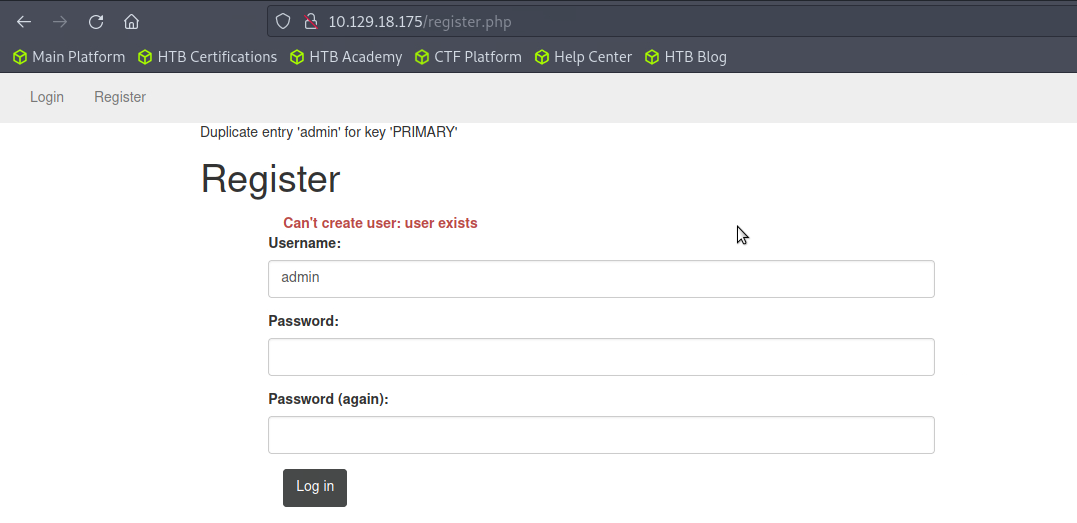 10.129.18.175/register.php
Main Platform HTB Certifications HTB Academy CTF Platform Help Center HTB Blog
Login Register
Duplicate entry 'admin' for key 'PRIMARY'
Register
Can't create user: user exists
Username:
admin
Password:
Password (again):
Log in